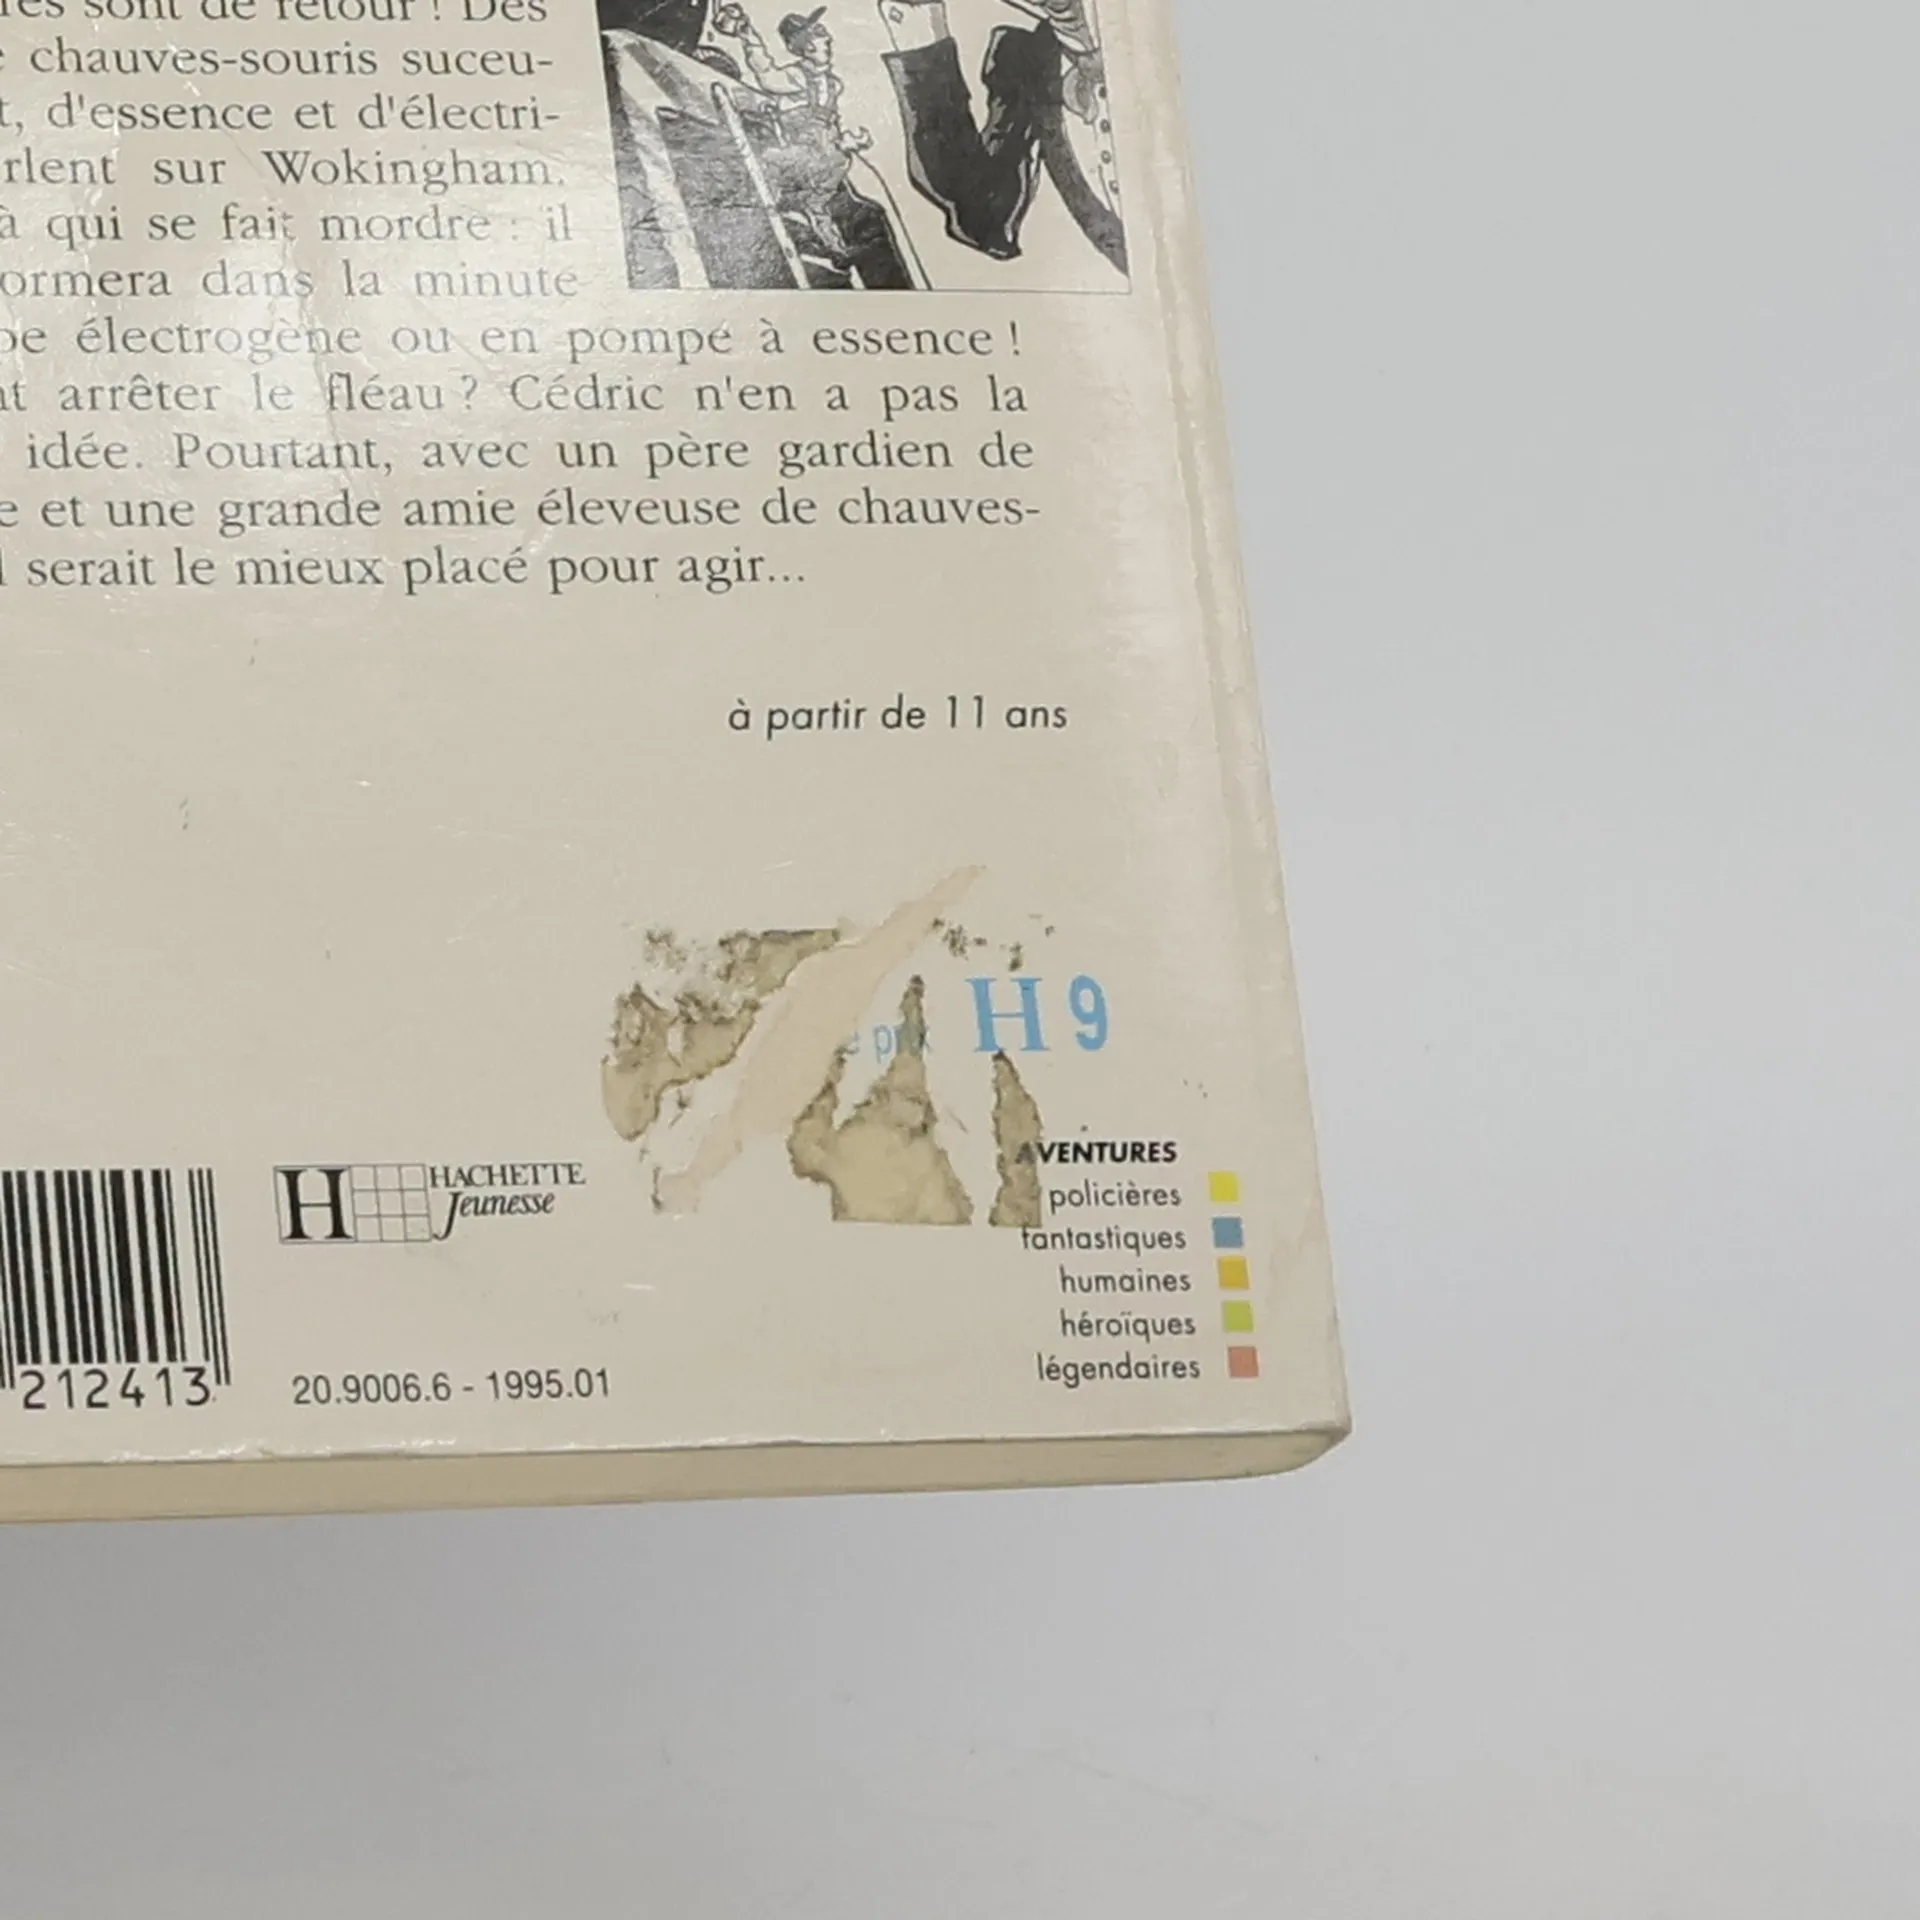 sont de retour ! Des
chauves-souris suceu-
d'essence et d'électri-
rlent sur Wokingham.
à qui se fait mordre : il
ormera dans la minute
pe électrogène ou en pompe à essence !
nt arrêter le fléau ? Cédric n'en a pas la
idée. Pourtant, avec un père gardien de
e et une grande amie éleveuse de chauves-
l serait le mieux placé pour agir...
à partir de 11 ans
e prix H 9
AVENTURES
policières
fantastiques
humaines
héroïques
légendaires
H HACHETTE
Jeunesse
212413
20.9006.6 - 1995.01